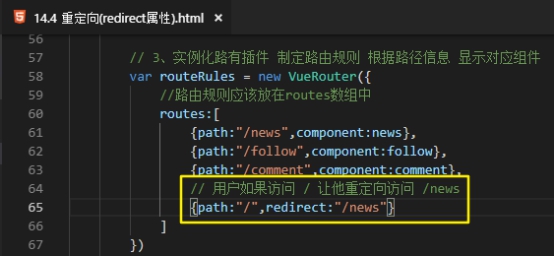 14.4 重定向(redirect属性).html
56
57 // 3、实例化路有插件 制定路由规则 根据路径信息 显示对应组件
58 var routeRules = new VueRouter({
59 //路由规则应该放在routes数组中
60 routes:[
61 {path:"/news",component:news},
62 {path:"/follow",component:follow},
63 {path:"/comment",component:comment},
64 // 用户如果访问 / 让他重定向访问 /news
65 {path:"/",redirect:"/news"}
66 ]
67 })